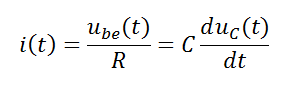 i(t) = u_be(t)/R = C du_C(t)/dt